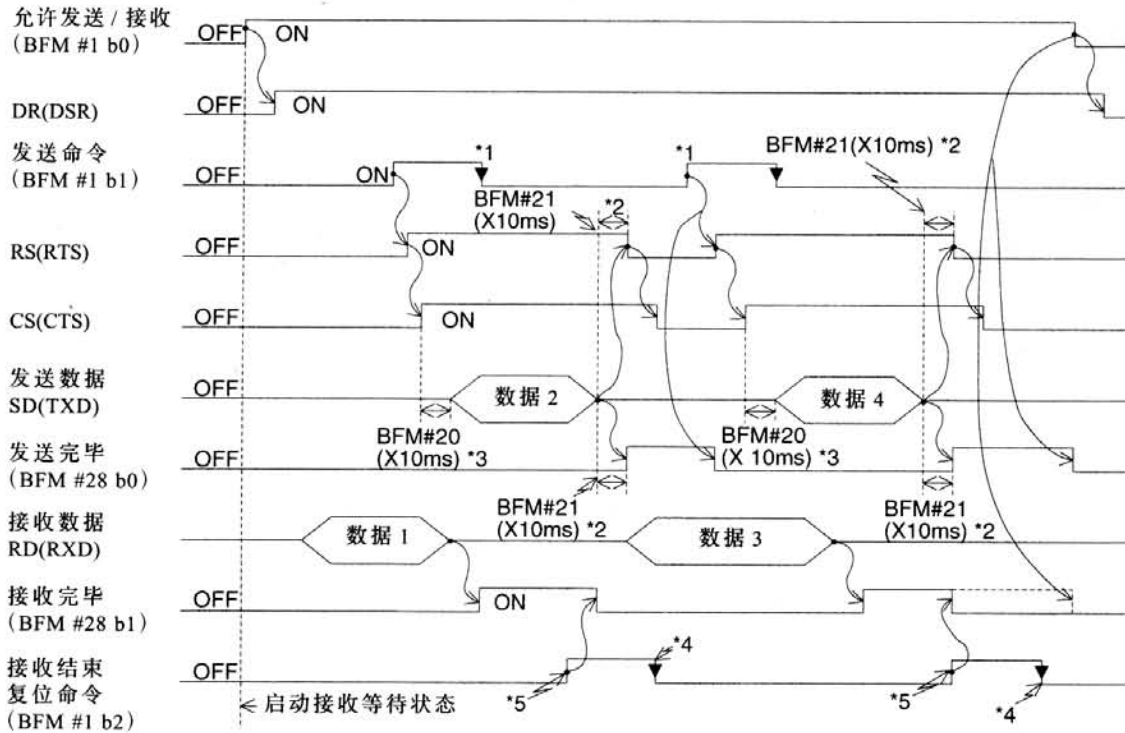 允许发送 / 接收
(BFM #1 b0)
OFF
ON
DR(DSR)
OFF
ON
发送命令
(BFM #1 b1)
OFF
ON
*1
*1
BFM#21(X10ms) *2
BFM#21
(X10ms)
*2
RS(RTS)
OFF
ON
CS(CTS)
OFF
ON
发送数据
SD(TXD)
OFF
数据 2
数据 4
BFM#20
(X10ms) *3
BFM#20
(X 10ms) *3
发送完毕
(BFM #28 b0)
OFF
BFM#21
(X10ms) *2
BFM#21
(X10ms) *2
接收数据
RD(RXD)
数据 1
数据 3
接收完毕
(BFM #28 b1)
OFF
ON
接收结束
复位命令
(BFM #1 b2)
OFF
*4
*5
*5
*4
启动接收等待状态